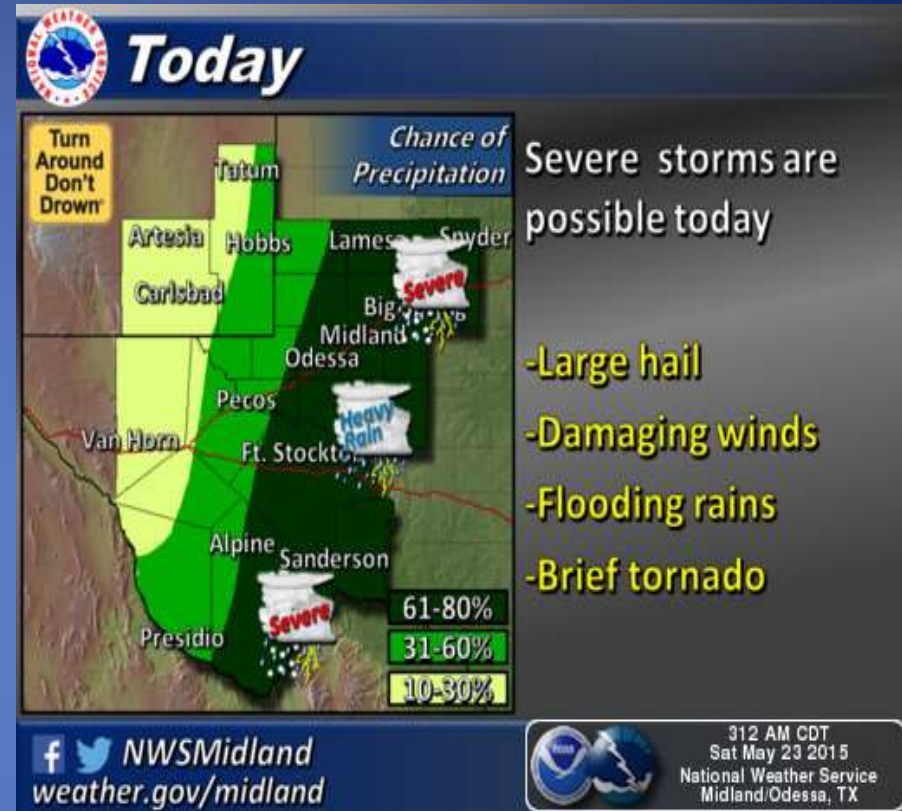 NATIONAL WEATHER SERVICE
Today
Turn
Around
Don't
Drown
Chance of
Precipitation
Tatum
Artesia
Hobbs
Snyder
Carlsbad
Severe
Big
Midland
Odessa
Pecos
Heavy
Rain
Van Horn
Ft.
Alpine
Sanderson
Severe
Presidio
61-80%
31-60%
10-30%
Severe storms are
possible today
-Large hail
-Damaging winds
-Flooding rains
-Brief tornado
NWSMidland
weather.gov/midland
312 AM CDT
Sat May 23 2015
National Weather Service
Midland/Odessa, TX